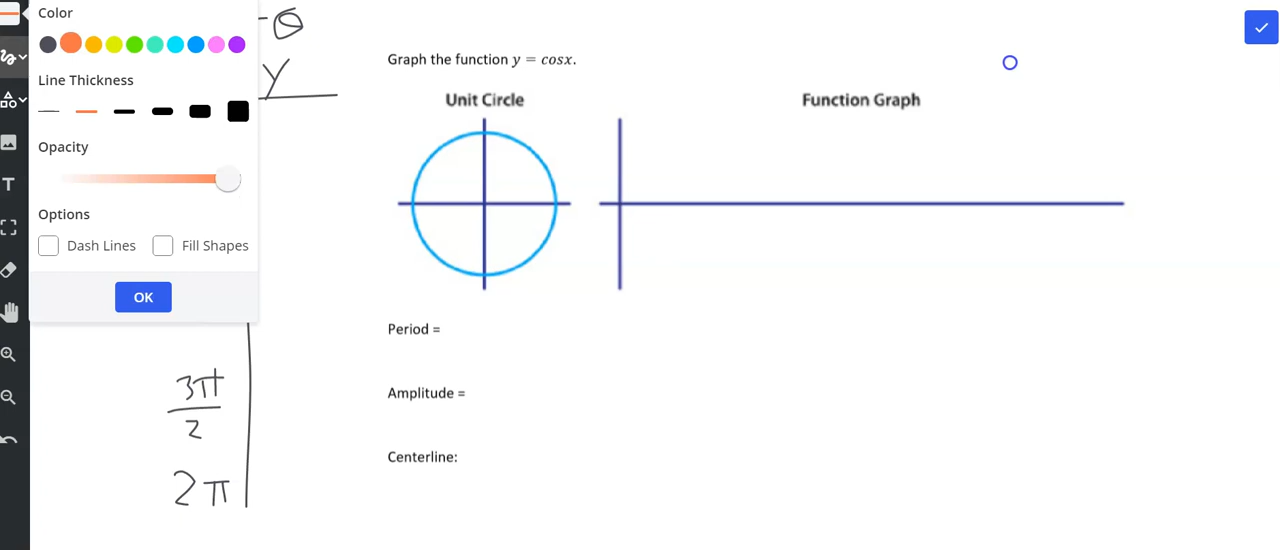 Color
Line Thickness
Opacity
Options
Dash Lines Fill Shapes
OK
T
θ
y
3π
2
2π
Graph the function y = cosx.
Unit Circle
Function Graph
Period =
Amplitude =
Centerline: